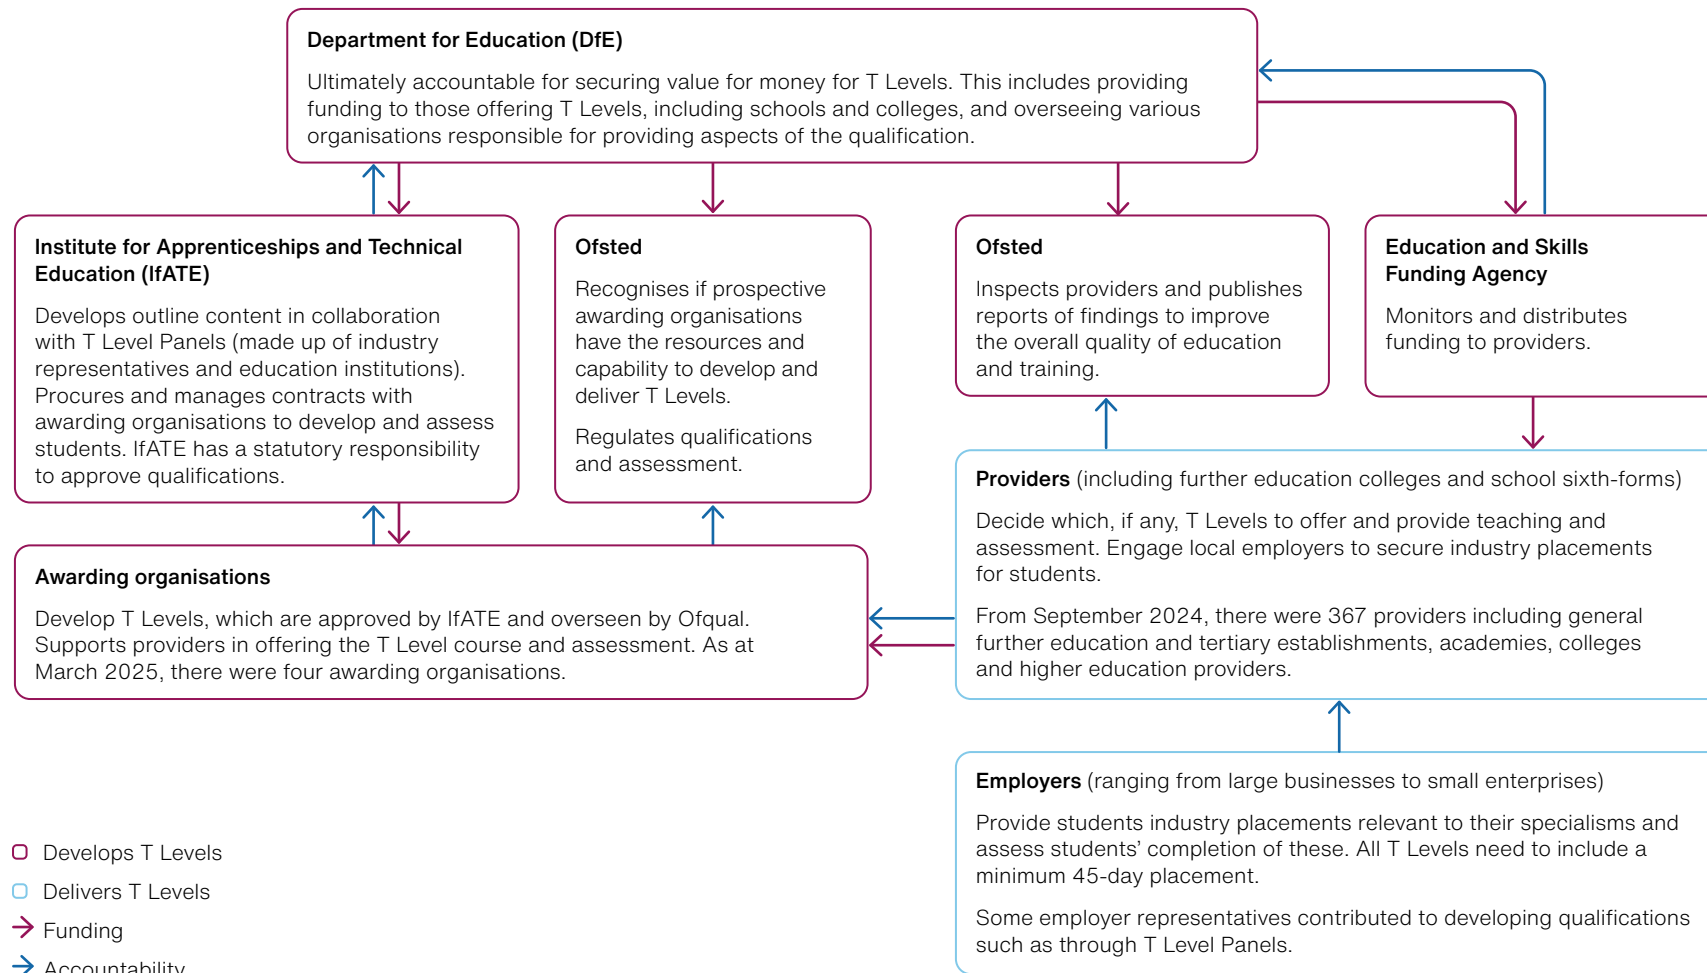 Department for Education (DfE)
Ultimately accountable for securing value for money for T Levels. This includes providing
funding to those offering T Levels, including schools and colleges, and overseeing various
organisations responsible for providing aspects of the qualification.
Institute for Apprenticeships and Technical
Education (IfATE)
Develops outline content in collaboration
with T Level Panels (made up of industry
representatives and education institutions).
Procures and manages contracts with
awarding organisations to develop and assess
students. IfATE has a statutory responsibility
to approve qualifications.
Ofsted
Recognises if prospective
awarding organisations
have the resources and
capability to develop and
deliver T Levels.
Regulates qualifications
and assessment.
Ofsted
Inspects providers and publishes
reports of findings to improve
the overall quality of education
and training.
Education and Skills
Funding Agency
Monitors and distributes
funding to providers.
Awarding organisations
Develop T Levels, which are approved by IfATE and overseen by Ofqual.
Supports providers in offering the T Level course and assessment. As at
March 2025, there were four awarding organisations.
Providers (including further education colleges and school sixth-forms)
Decide which, if any, T Levels to offer and provide teaching and
assessment. Engage local employers to secure industry placements
for students.
From September 2024, there were 367 providers including general
further education and tertiary establishments, academies, colleges
and higher education providers.
Employers (ranging from large businesses to small enterprises)
Provide students industry placements relevant to their specialisms and
assess students' completion of these. All T Levels need to include a
minimum 45-day placement.
Some employer representatives contributed to developing qualifications
such as through T Level Panels.
Develops T Levels
Delivers T Levels
Funding
Accountability